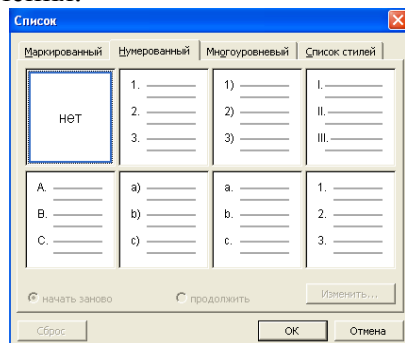 Список
Маркированный Нумерованный Многоуровневый Список стилей
нет
1.
2.
3.
1)
2)
3)
I.
II.
III.
A.
B.
C.
a)
b)
c)
a.
b.
c.
1.
2.
3.
начать заново продолжить Изменить...
Сброс ОК Отмена